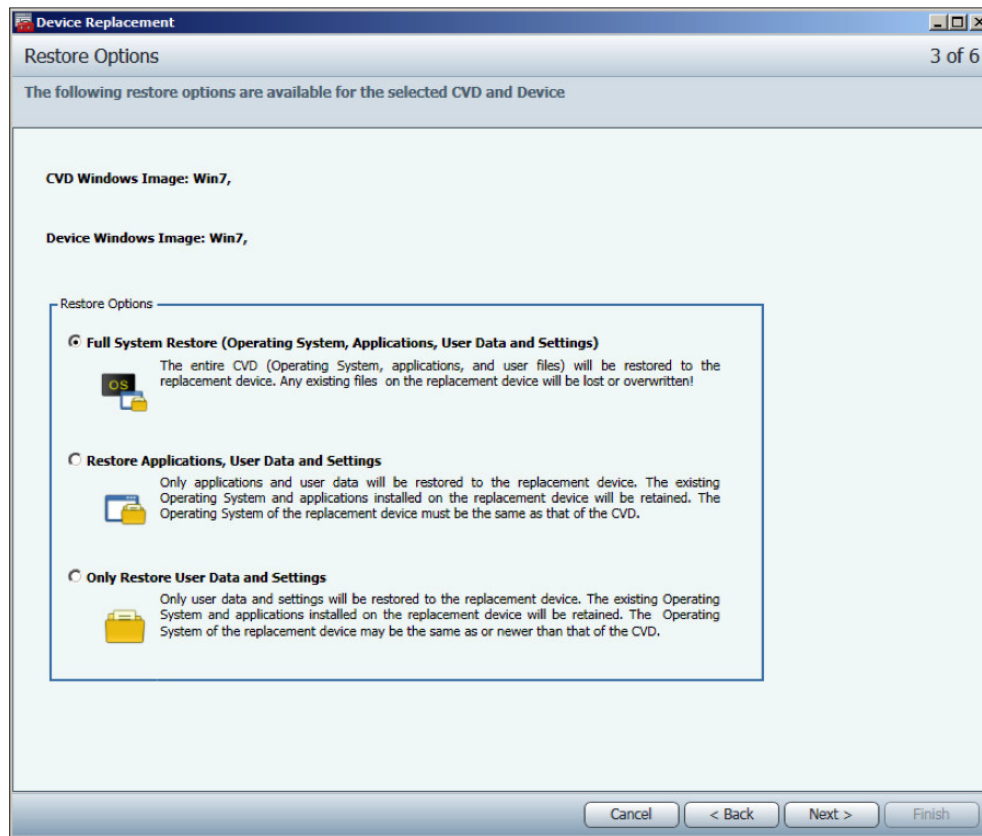 Device Replacement
Restore Options
3 of 6
The following restore options are available for the selected CVD and Device
CVD Windows Image: Win7,
Device Windows Image: Win7,
Restore Options
Full System Restore (Operating System, Applications, User Data and Settings)
The entire CVD (Operating System, applications, and user files) will be restored to the
replacement device. Any existing files on the replacement device will be lost or overwritten!
OS
Restore Applications, User Data and Settings
Only applications and user data will be restored to the replacement device. The existing
Operating System and applications installed on the replacement device will be retained. The
Operating System of the replacement device must be the same as that of the CVD.
Only Restore User Data and Settings
Only user data and settings will be restored to the replacement device. The existing Operating
System and applications installed on the replacement device will be retained. The Operating
System of the replacement device may be the same as or newer than that of the CVD.
Cancel
< Back
Next >
Finish